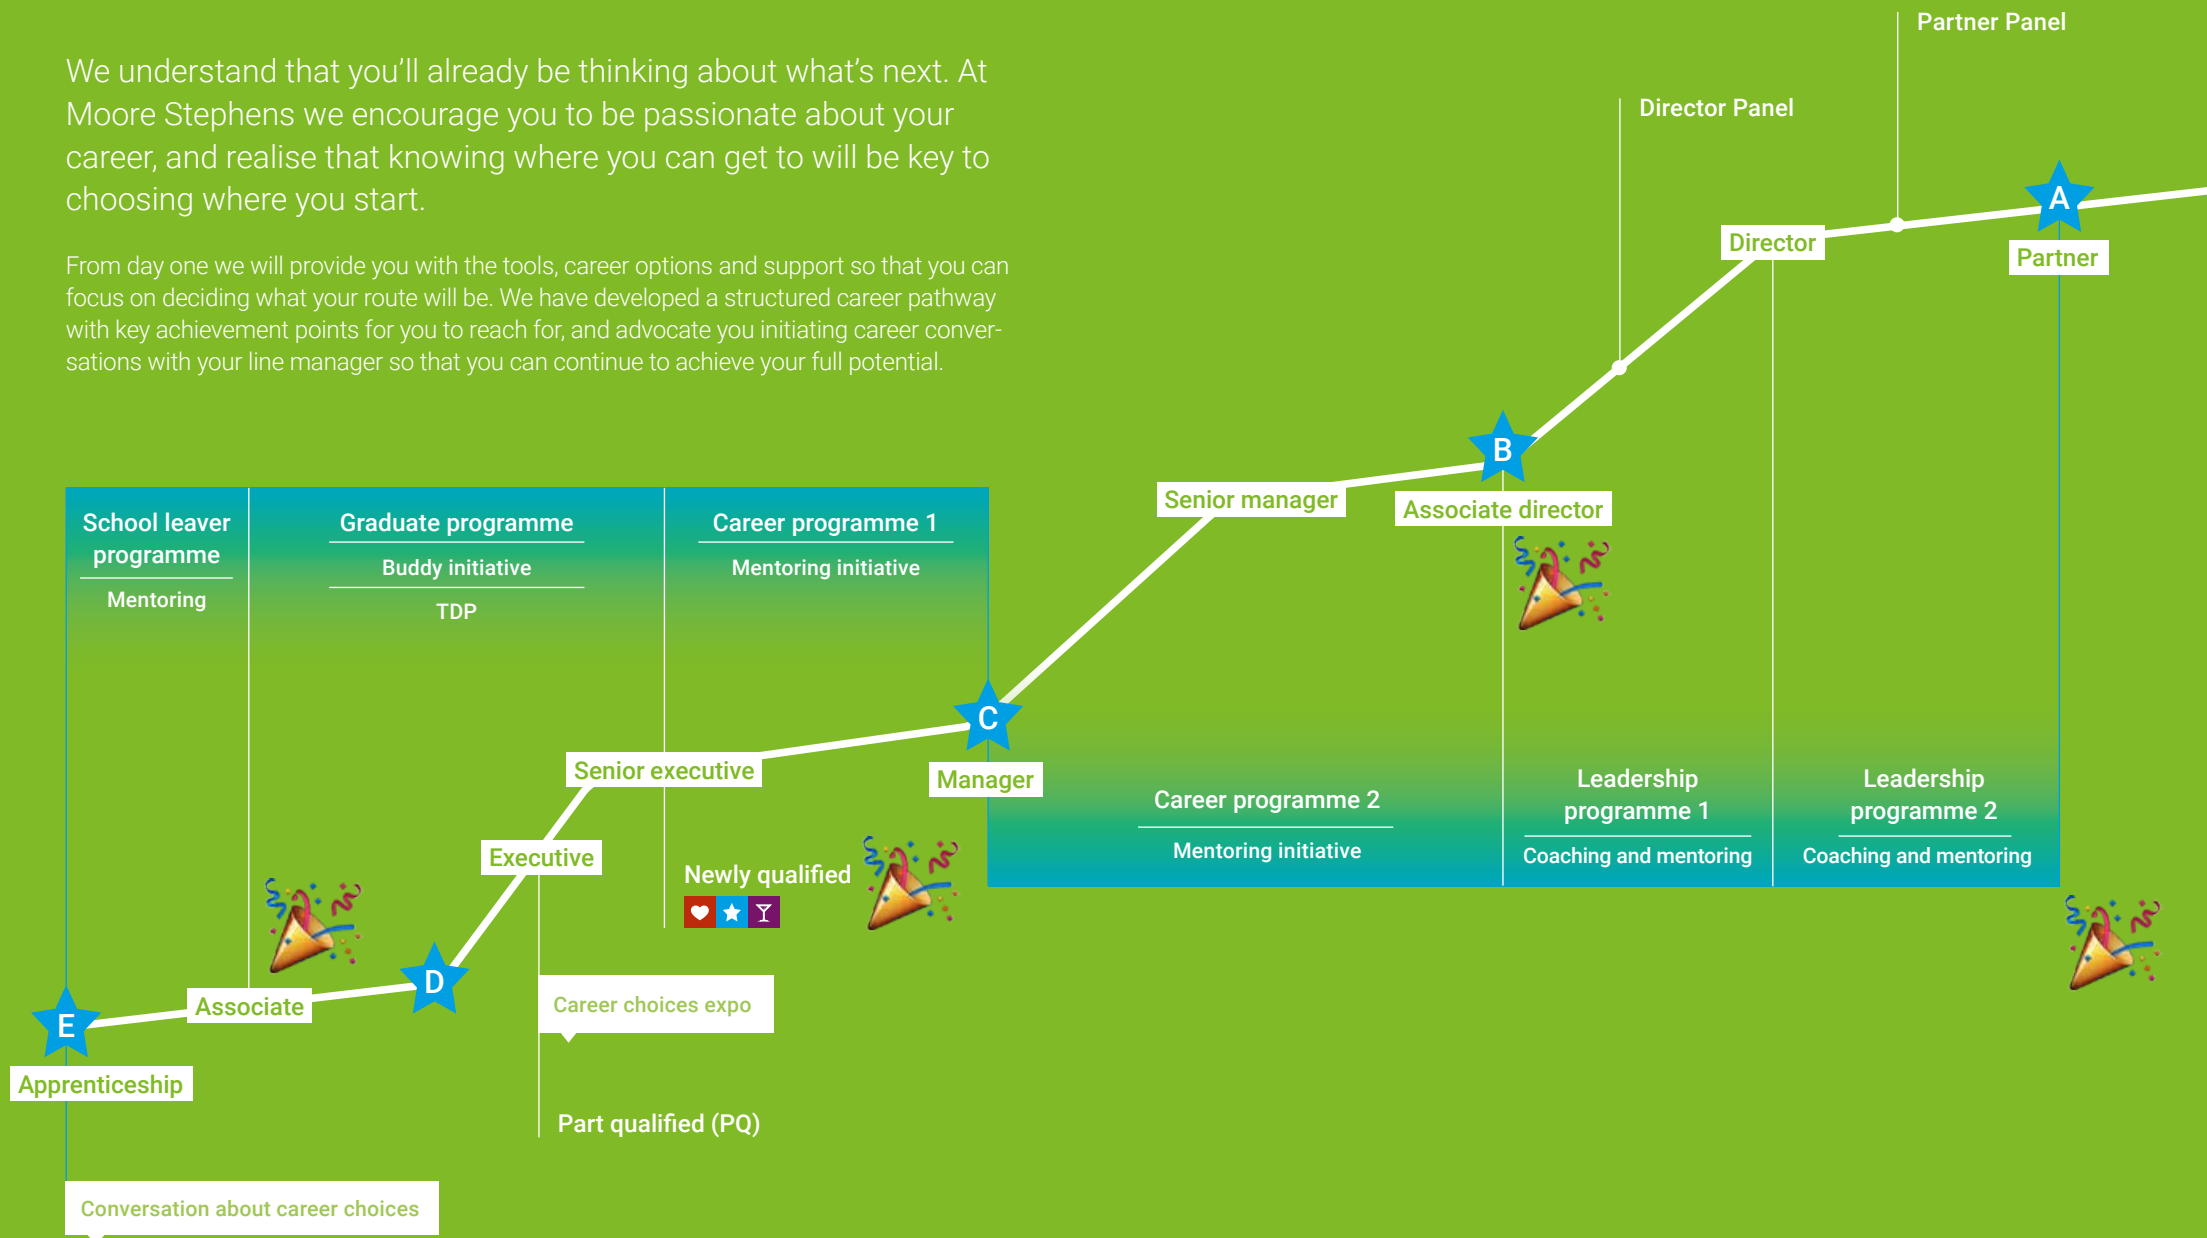 We understand that you'll already be thinking about what's next. At
Moore Stephens we encourage you to be passionate about your
career, and realise that knowing where you can get to will be key to
choosing where you start.
From day one we will provide you with the tools, career options and support so that you can
focus on deciding what your route will be. We have developed a structured career pathway
with key achievement points for you to reach for, and advocate you initiating career conver-
sations with your line manager so that you can continue to achieve your full potential.
Partner Panel
Director Panel
A
Director
Partner
B
Senior manager
Associate director
School leaver
programme
Mentoring
Graduate programme
Buddy initiative
TDP
Career programme 1
Mentoring initiative
C
Senior executive
Manager
Career programme 2
Mentoring initiative
Leadership
programme 1
Coaching and mentoring
Leadership
programme 2
Coaching and mentoring
Executive
Newly qualified
D
Associate
Career choices expo
E
Apprenticeship
Part qualified (PQ)
Conversation about career choices